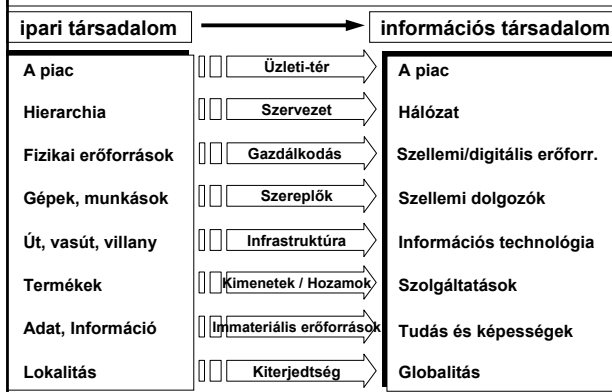 ipari társadalom információs társadalom
A piac Üzleti-tér A piac
Hierarchia Szervezet Hálózat
Fizikai erőforrások Gazdálkodás Szellemi/digitális erőforr.
Gépek, munkások Szereplők Szellemi dolgozók
Út, vasút, villany Infrastruktúra Információs technológia
Termékek Kimenetek / Hozamok Szolgáltatások
Adat, Információ Immateriális erőforrások Tudás és képességek
Lokalitás Kiterjedtség Globalitás